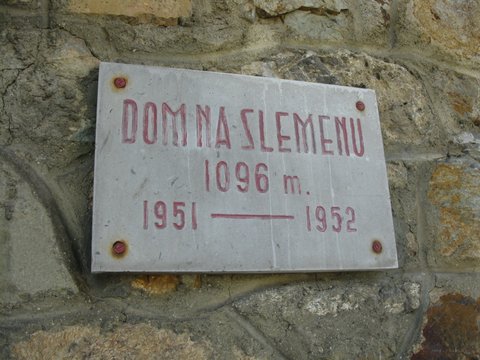 DOM NA SLEMENU
1096 m.
1951 — 1952